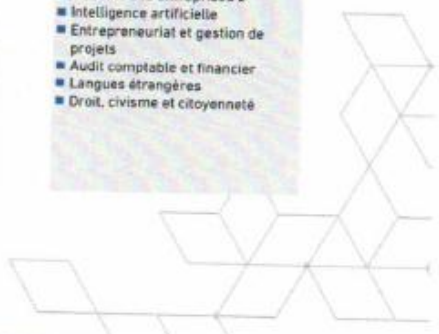 ■ Intelligence artificielle
■ Entrepreneuriat et gestion de
projets
■ Audit comptable et financier
■ Langues étrangères
■ Droit, civisme et citoyenneté